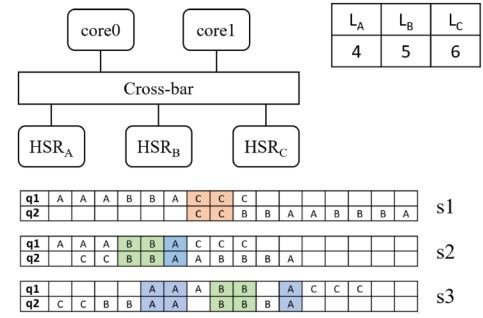 core0 core1
L_A L_B L_C
4 5 6
Cross-bar
HSR_A HSR_B HSR_C
q1 A A A B B A C C C
q2 C C B B A A B B B A
s1
q1 A A A B B A C C C
q2 C C B B A A B B B A
s2
q1 A A A B B A C C C
q2 C C B B A A B B B A
s3